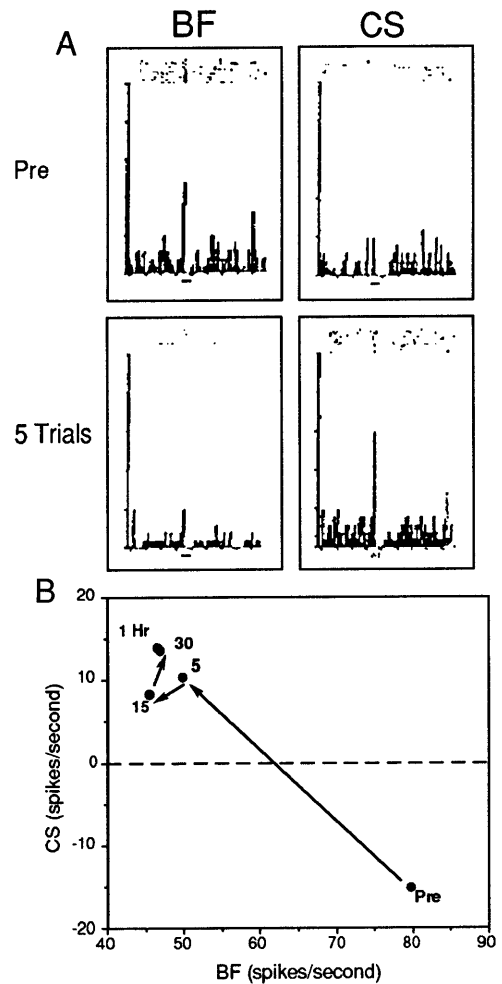 A
BF
CS
Pre
5 Trials
B
20
10
0
-10
-20
CS (spikes/second)
1 Hr
30
5
15
Pre
40
50
60
70
80
90
BF (spikes/second)